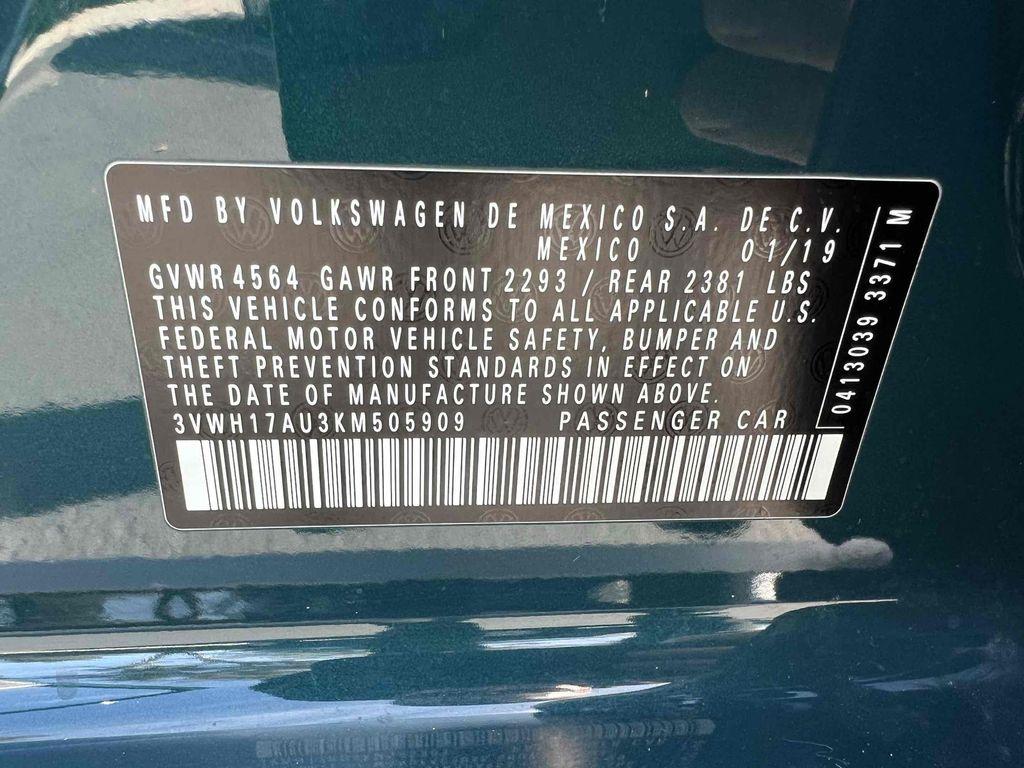 MFD BY VOLKSWAGEN DE MEXICO S.A. DE C.V.
MEXICO 01/19
GVWR 4564 GAWR FRONT 2293 / REAR 2381 LBS
THIS VEHICLE CONFORMS TO ALL APPLICABLE U.S.
FEDERAL MOTOR VEHICLE SAFETY, BUMPER AND
THEFT PREVENTION STANDARDS IN EFFECT ON
THE DATE OF MANUFACTURE SHOWN ABOVE.
3VWH17AU3KM505909 PASSENGER CAR
0413039 3371 M